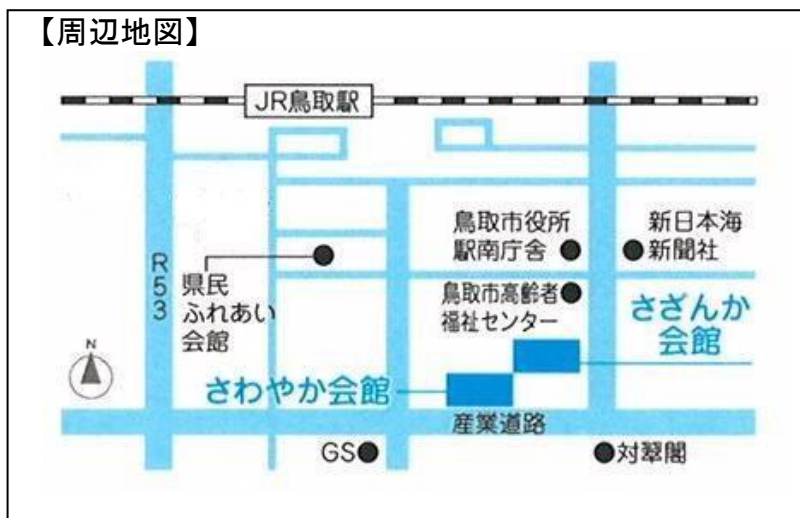 【周辺地図】
JR鳥取駅
鳥取市役所
駅南庁舎
新日本海
新聞社
R53
県民
ふれあい
会館
鳥取市高齢者
福祉センター
さざんか
会館
N
さわやか会館
産業道路
GS
対翠閣